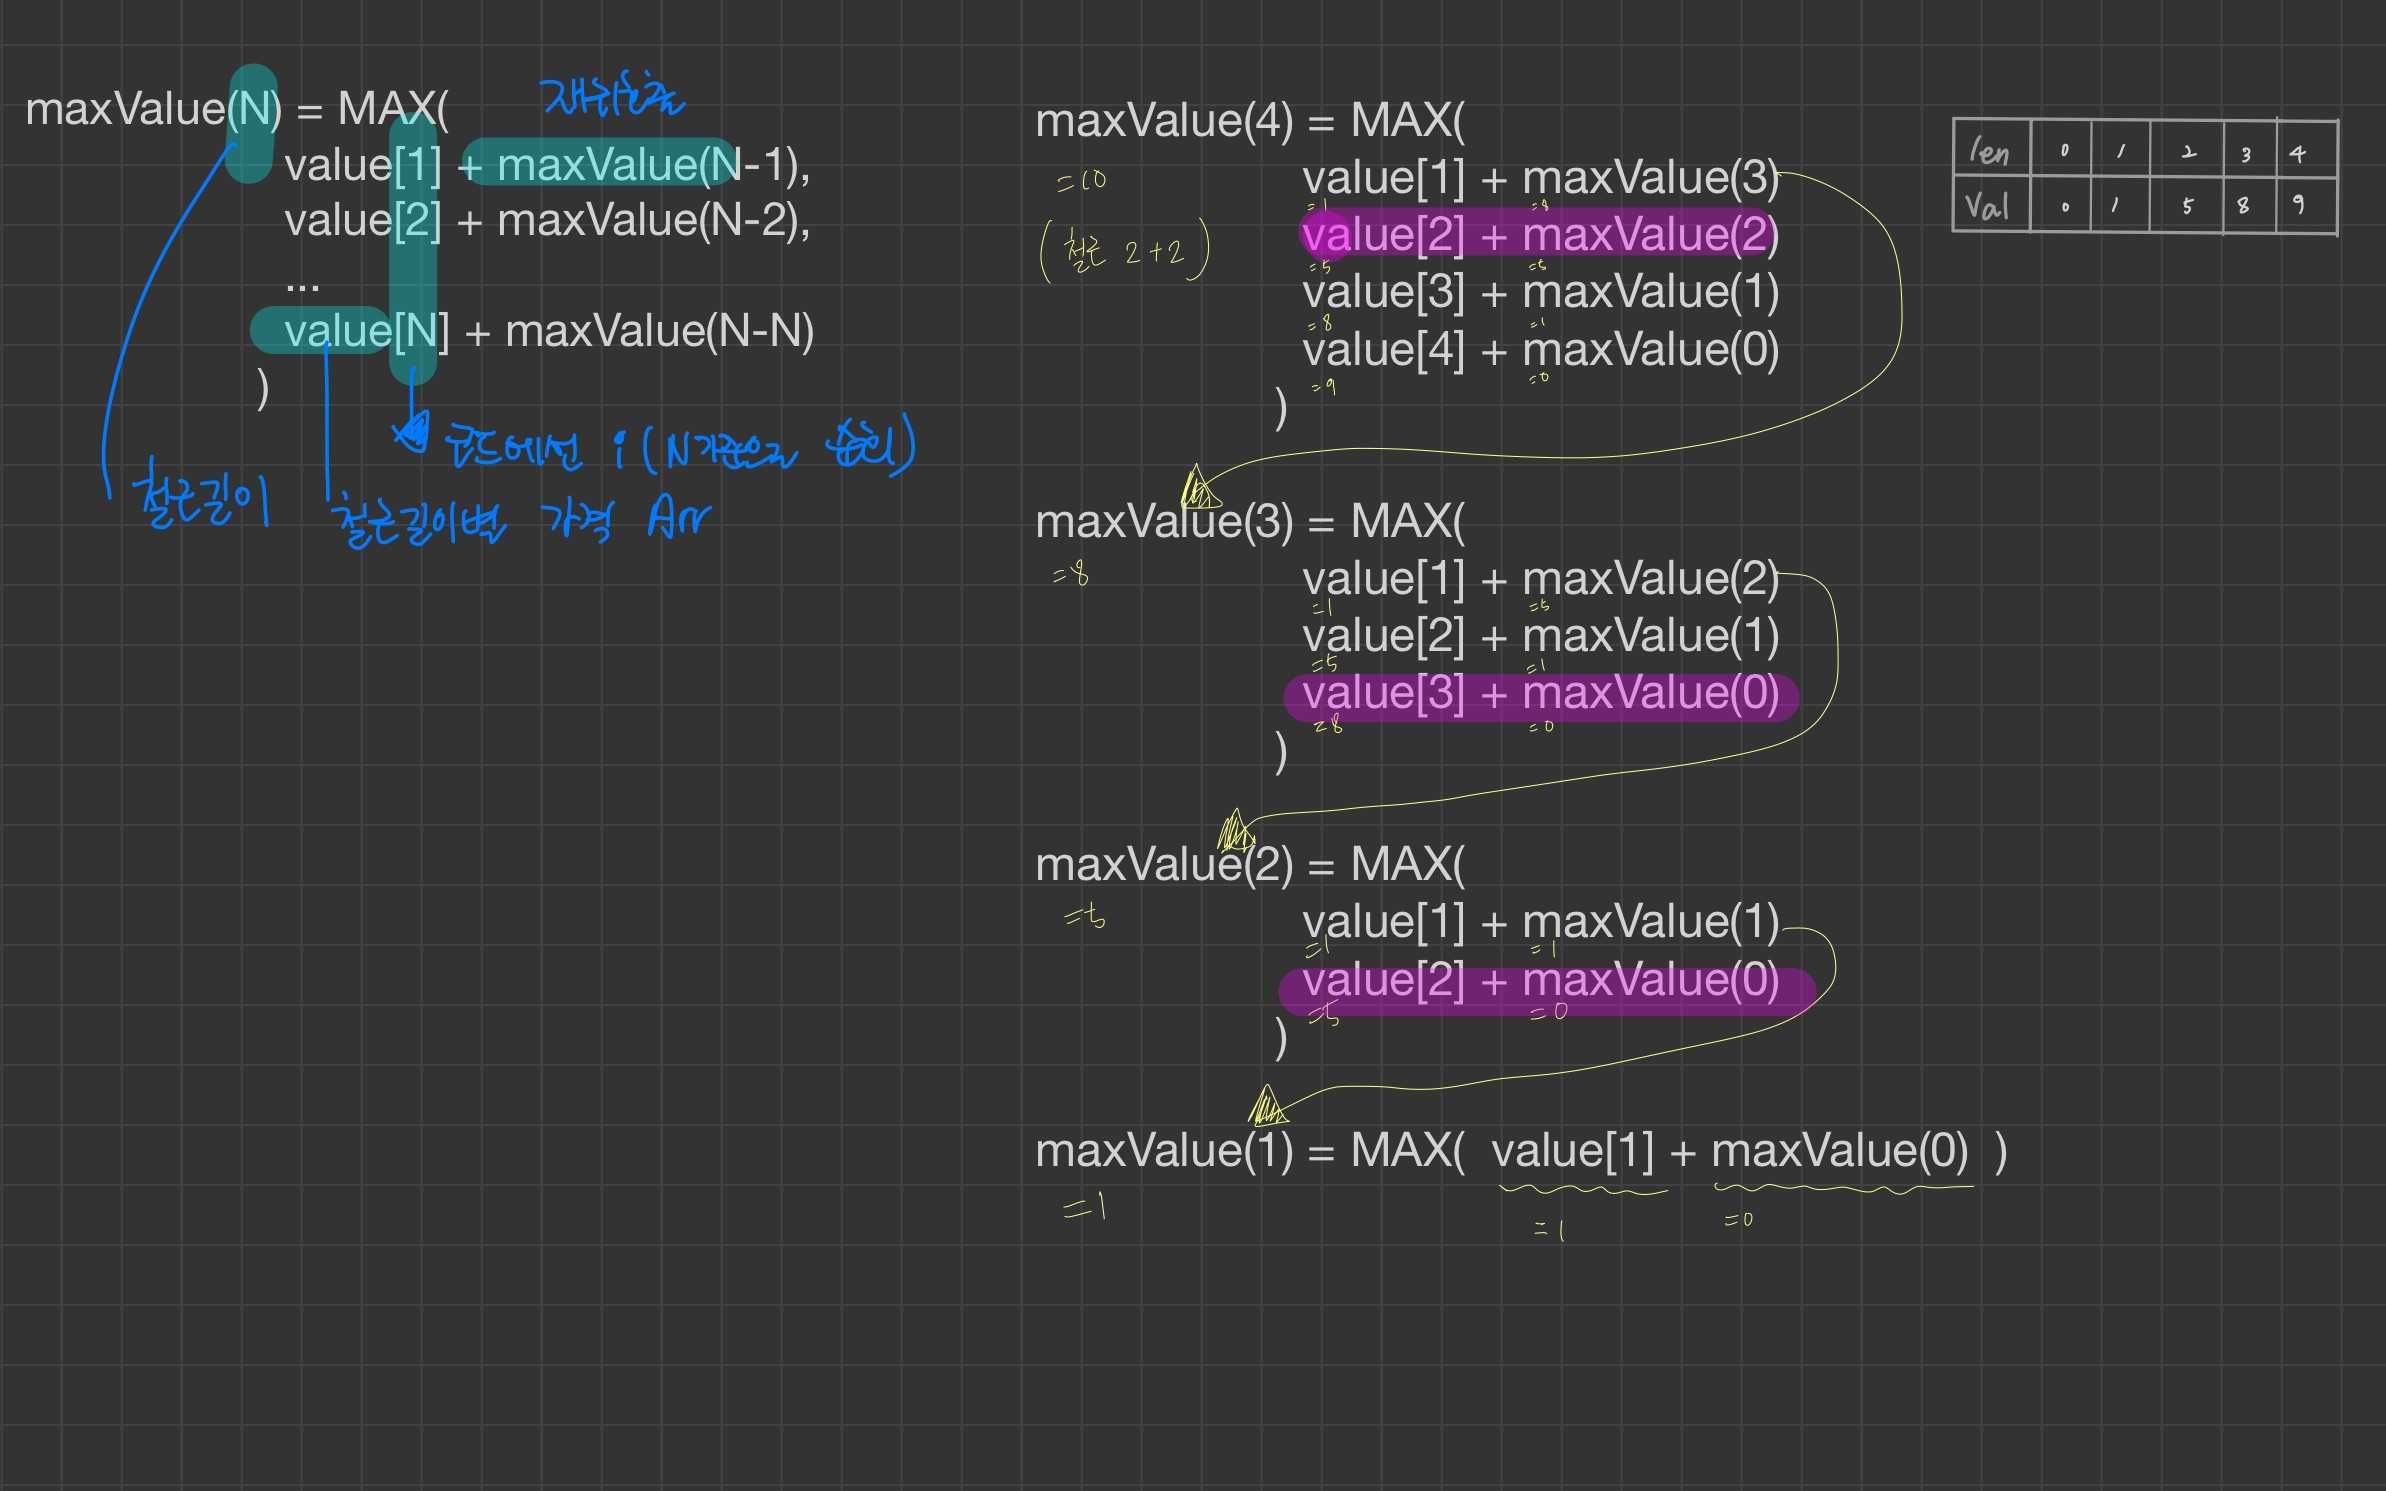 maxValue(N) = MAX(
재귀호출
value[1] + maxValue(N-1),
value[2] + maxValue(N-2),
...
value[N] + maxValue(N-N)
)
코드에선 i (N기준으로 순회)
철근길이
철근길이별 가격 Arr
maxValue(4) = MAX(
=10
(철근 2+2)
value[1] + maxValue(3)
=1 =8
value[2] + maxValue(2)
=5 =5
value[3] + maxValue(1)
=8 =1
value[4] + maxValue(0)
=9 =0
)
maxValue(3) = MAX(
=8
value[1] + maxValue(2)
=1 =5
value[2] + maxValue(1)
=5 =1
value[3] + maxValue(0)
=8 =0
)
maxValue(2) = MAX(
=5
value[1] + maxValue(1)
=1 =1
value[2] + maxValue(0)
=5 =0
)
maxValue(1) = MAX( value[1] + maxValue(0) )
=1
=1 =0
len 0 1 2 3 4
Val 0 1 5 8 9